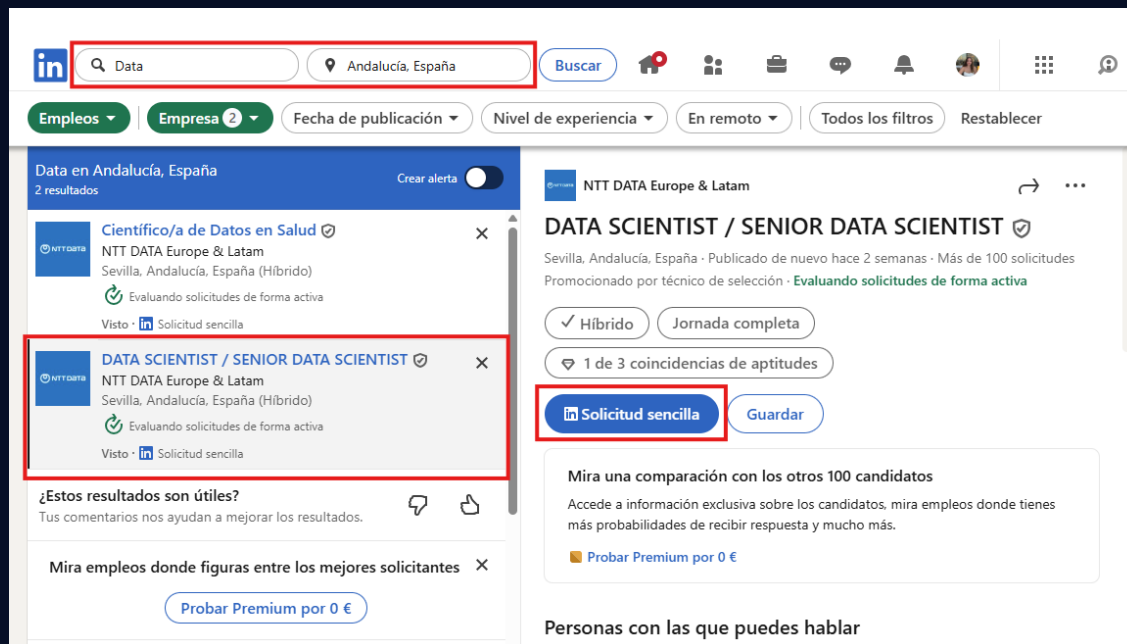 in
Data
Andalucía, España
Buscar
Empleos
Empresa 2
Fecha de publicación
Nivel de experiencia
En remoto
Todos los filtros
Restablecer
Data en Andalucía, España
2 resultados
Crear alerta
NTT DATA
Científico/a de Datos en Salud
NTT DATA Europe & Latam
Sevilla, Andalucía, España (Híbrido)
Evaluando solicitudes de forma activa
Visto · in Solicitud sencilla
NTT DATA
DATA SCIENTIST / SENIOR DATA SCIENTIST
NTT DATA Europe & Latam
Sevilla, Andalucía, España (Híbrido)
Evaluando solicitudes de forma activa
Visto · in Solicitud sencilla
¿Estos resultados son útiles?
Tus comentarios nos ayudan a mejorar los resultados.
Mira empleos donde figuras entre los mejores solicitantes
Probar Premium por 0 €
NTT DATA
NTT DATA Europe & Latam
DATA SCIENTIST / SENIOR DATA SCIENTIST
Sevilla, Andalucía, España · Publicado de nuevo hace 2 semanas · Más de 100 solicitudes
Promocionado por técnico de selección · Evaluando solicitudes de forma activa
Híbrido
Jornada completa
1 de 3 coincidencias de aptitudes
in Solicitud sencilla
Guardar
Mira una comparación con los otros 100 candidatos
Accede a información exclusiva sobre los candidatos, mira empleos donde tienes
más probabilidades de recibir respuesta y mucho más.
Probar Premium por 0 €
Personas con las que puedes hablar